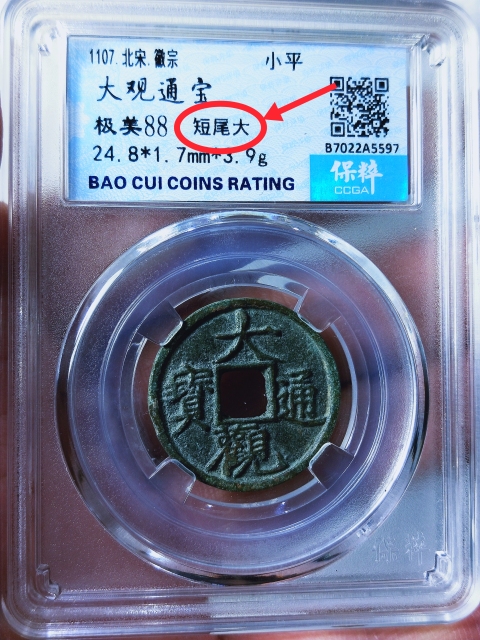 1107.北宋.徽宗 小平
大观通宝
极美88 短尾大
24.8*1.7mm*3.9g
B7022A5597
BAO CUI COINS RATING
保粹
CCGA
大
寶 通
觀